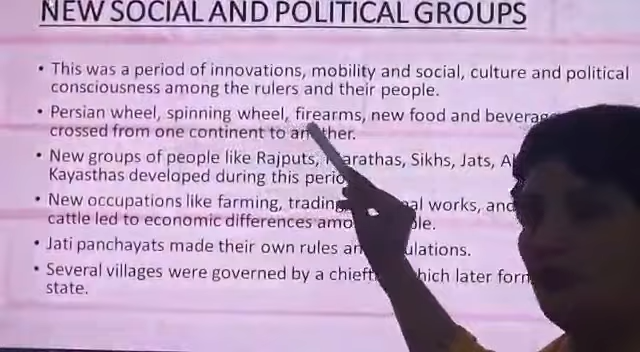 NEW SOCIAL AND POLITICAL GROUPS
• This was a period of innovations, mobility and social, culture and political
consciousness among the rulers and their people.
• Persian wheel, spinning wheel, firearms, new food and
crossed from one continent to
• New groups of people like Rajputs, Marathas, Sikhs, Jats,
Kayasthas developed during this
• New occupations like farming, works, and
cattle led to economic differences
• Jati panchayats made their own rules
• Several villages were governed by a which later
state.